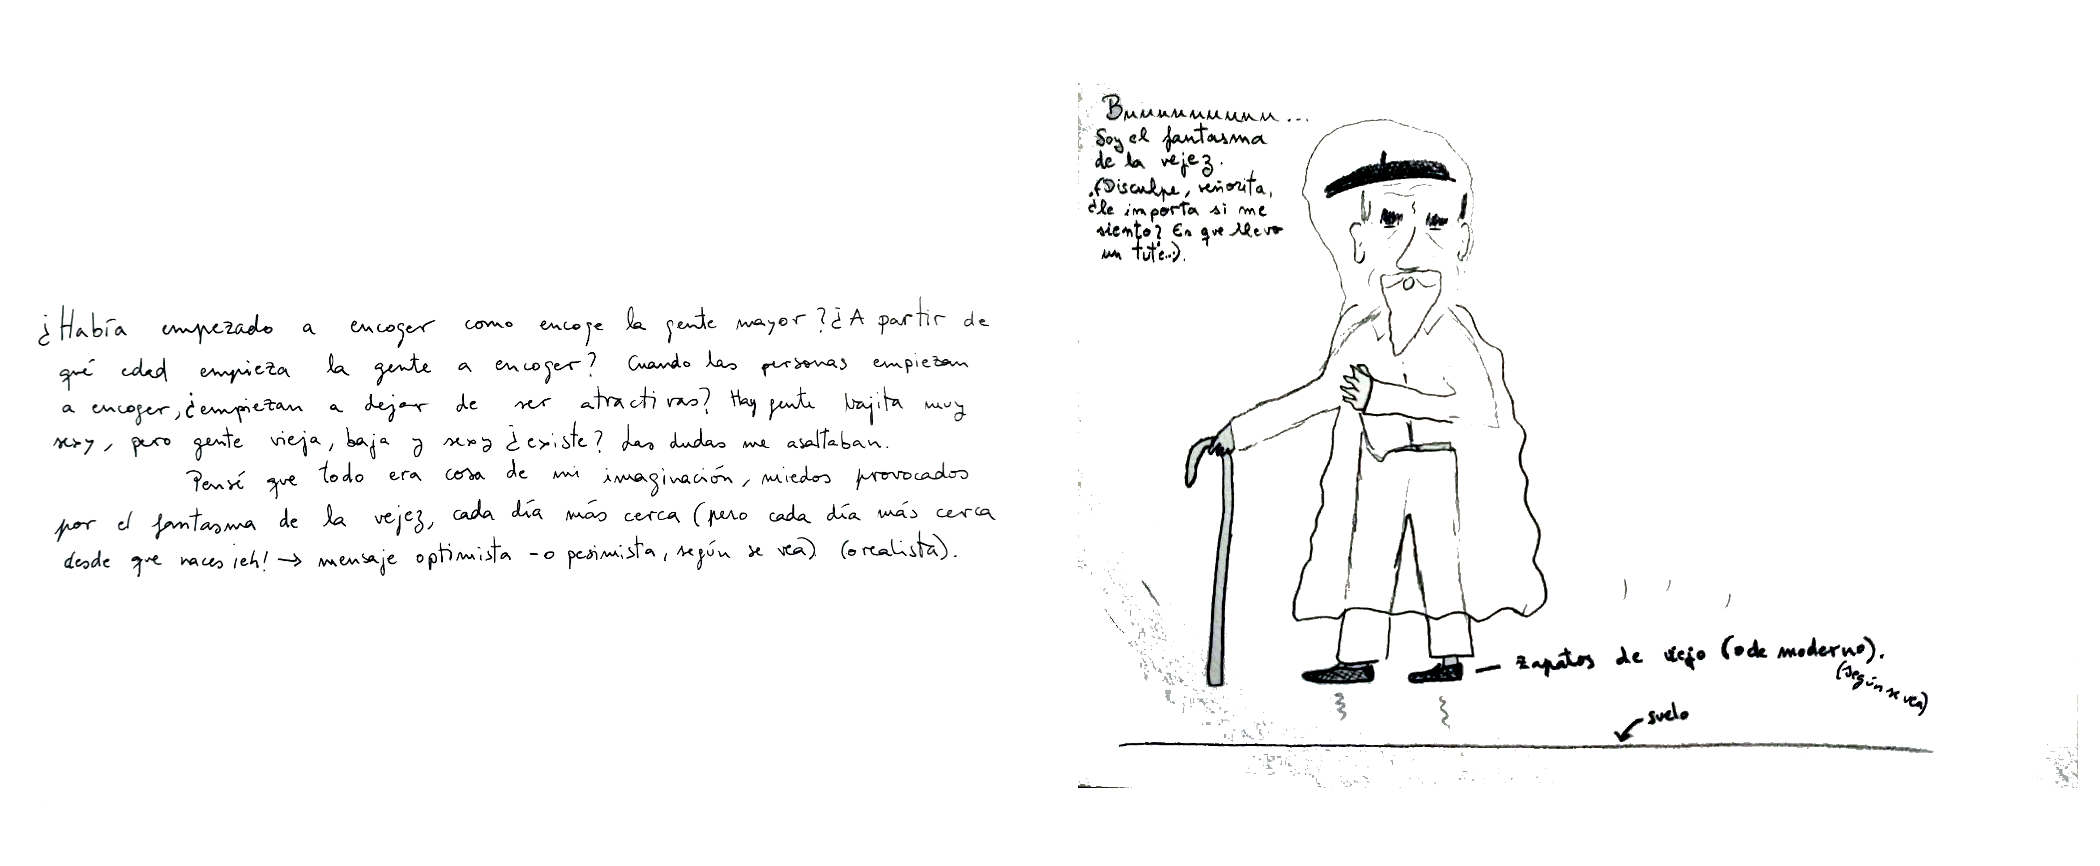 ¿Había empezado a encoger como encoge la gente mayor? ¿A partir de
qué edad empieza la gente a encoger? Cuando las personas empiezan
a encoger, ¿empiezan a dejar de ser atractivas? Hay gente bajita muy
sexy, pero gente vieja, baja y sexy ¿existe? Las dudas me asaltaban.
Pensé que todo era cosa de mi imaginación, miedos provocados
por el fantasma de la vejez, cada día más cerca (pero cada día más cerca
desde que naces ¡eh! → mensaje optimista -o pesimista, según se vea) (o realista).
Buuuuuuuuuu...
Soy el fantasma
de la vejez.
(Disculpe, señorita,
¿le importa si me
siento? Es que llevo
un tute...).
zapatos de viejo (o de moderno).
(según se vea)
suelo